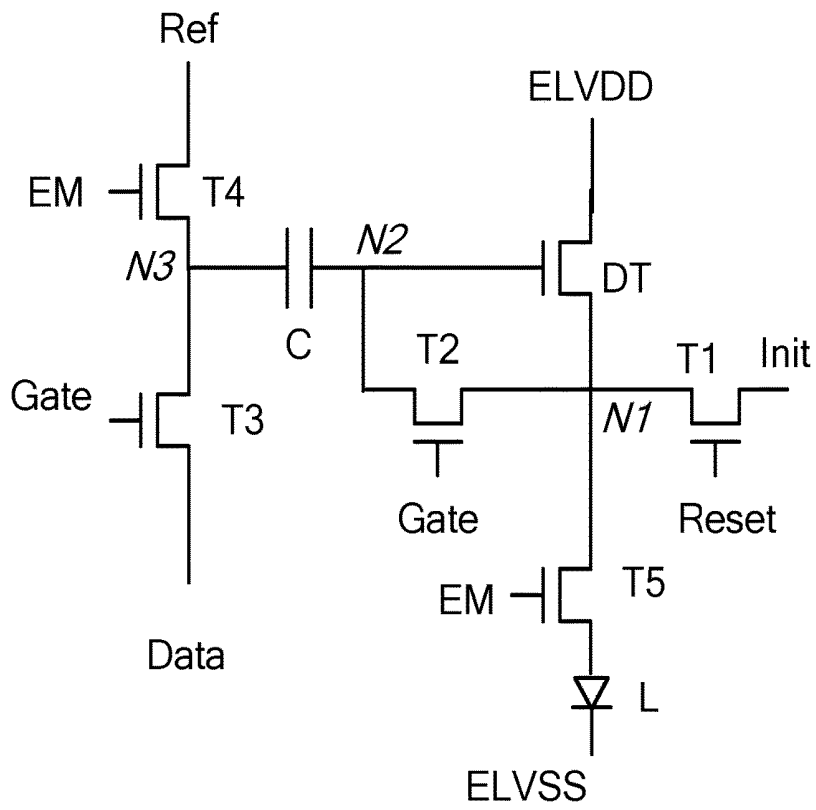 Ref
ELVDD
EM
T4
N3
N2
DT
C
T2
T1
Init
Gate
T3
N1
Gate
Reset
EM
T5
Data
L
ELVSS